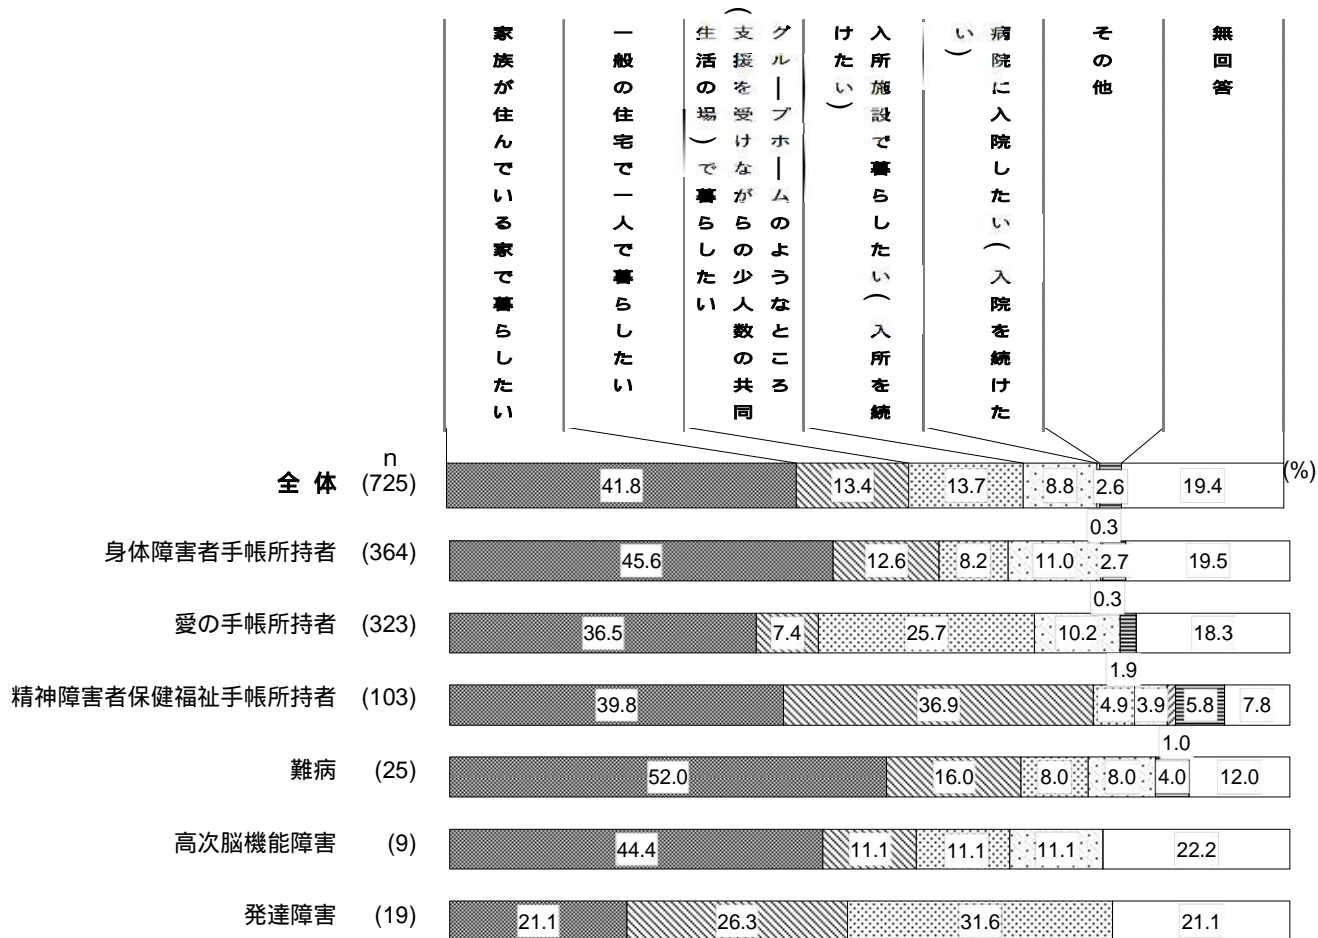 家族が住んでいる家で暮らしたい
一般の住宅で一人で暮らしたい
グループホームのようなところ
(支援を受けながらの少人数の共同
生活の場)で暮らしたい
入所施設で暮らしたい(入所を続
けたい)
病院に入院したい(入院を続けた
い)
その他
無回答
n
(%)
全 体 (725) 41.8 13.4 13.7 8.8 2.6 19.4
0.3
身体障害者手帳所持者 (364) 45.6 12.6 8.2 11.0 2.7 19.5
0.3
愛の手帳所持者 (323) 36.5 7.4 25.7 10.2 18.3
1.9
精神障害者保健福祉手帳所持者 (103) 39.8 36.9 4.9 3.9 5.8 7.8
1.0
難病 (25) 52.0 16.0 8.0 8.0 4.0 12.0
高次脳機能障害 (9) 44.4 11.1 11.1 11.1 22.2
発達障害 (19) 21.1 26.3 31.6 21.1